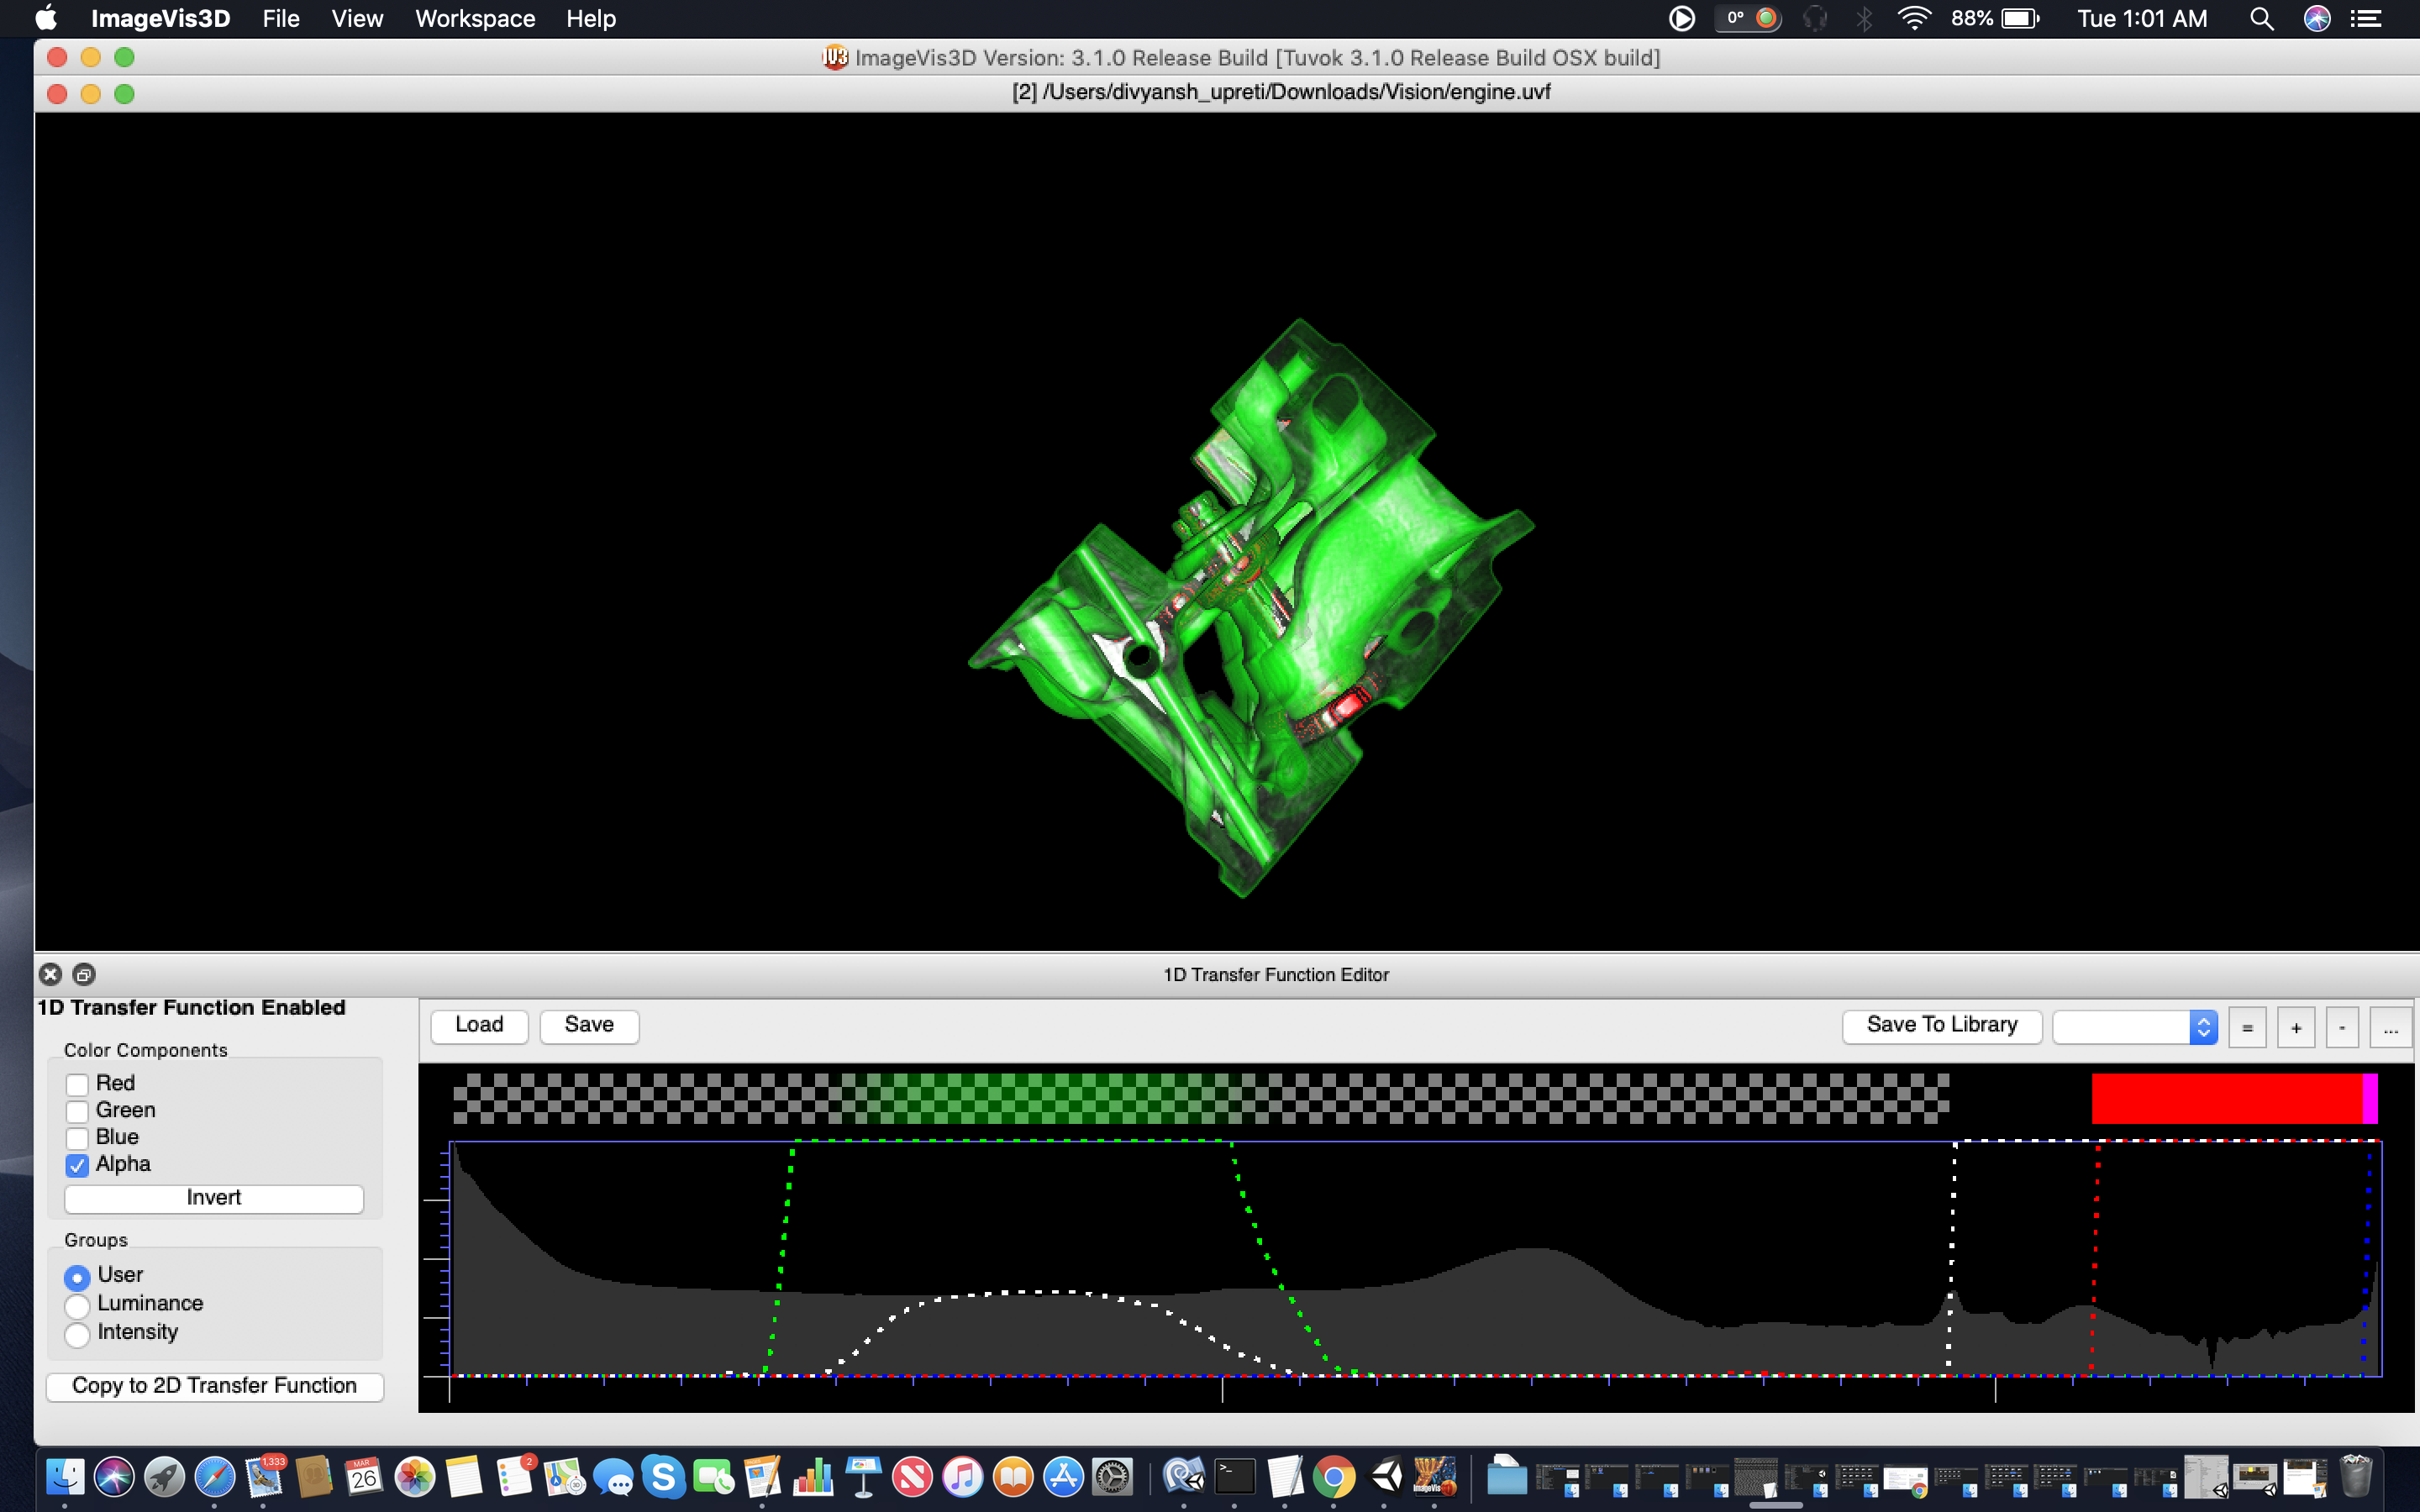 ImageVis3D File View Workspace Help 0° 88% Tue 1:01 AM
IV3 ImageVis3D Version: 3.1.0 Release Build [Tuvok 3.1.0 Release Build OSX build]
[2] /Users/divyansh_upreti/Downloads/Vision/engine.uvf
1D Transfer Function Editor
1D Transfer Function Enabled
Load Save Save To Library = + - ...
Color Components
Red
Green
Blue
Alpha
Invert
Groups
User
Luminance
Intensity
Copy to 2D Transfer Function
1,333 MAR 26 2 3D S >_ ImageVis3D